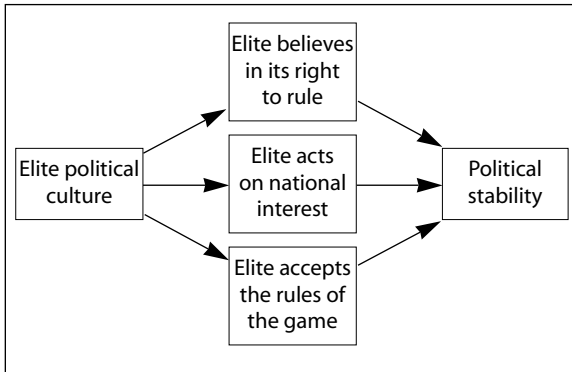 Elite believes
in its right
to rule
Elite political
culture
Elite acts
on national
interest
Political
stability
Elite accepts
the rules of
the game